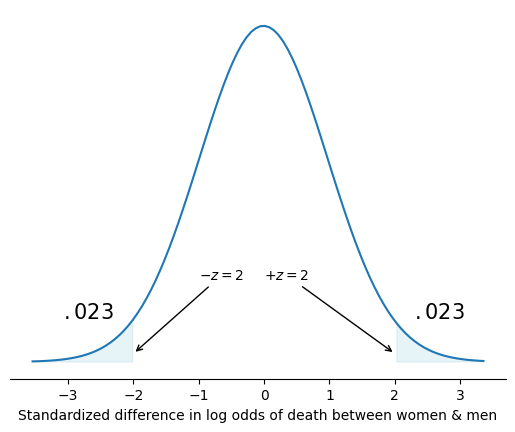 −z = 2 +z = 2
.023 .023
−3 −2 −1 0 1 2 3
Standardized difference in log odds of death between women & men